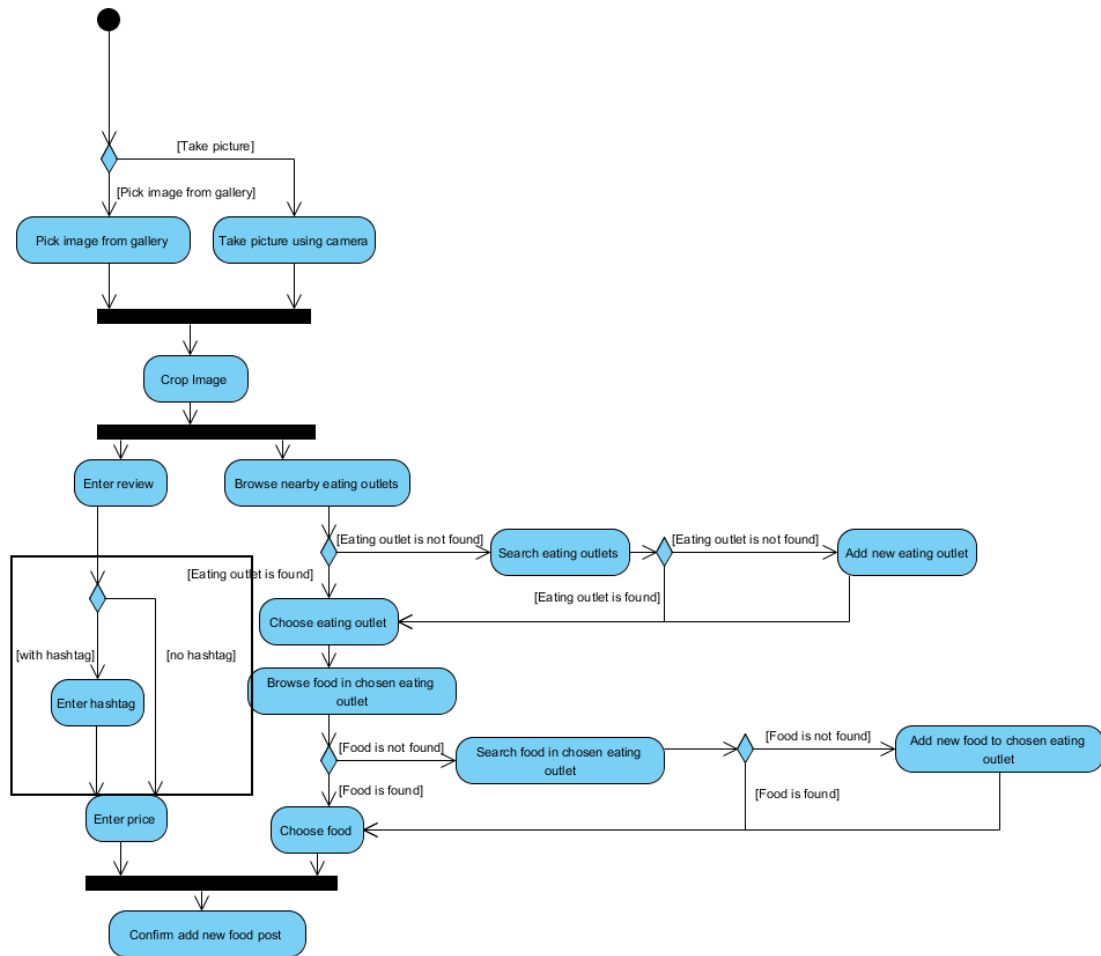 [Take picture]
[Pick image from gallery]
Pick image from gallery
Take picture using camera
Crop Image
Enter review
Browse nearby eating outlets
[Eating outlet is not found]
Search eating outlets
[Eating outlet is not found]
Add new eating outlet
[Eating outlet is found]
[Eating outlet is found]
Choose eating outlet
[with hashtag]
[no hashtag]
Browse food in chosen eating
outlet
Enter hashtag
[Food is not found]
Search food in chosen eating
outlet
[Food is not found]
Add new food to chosen eating
outlet
[Food is found]
[Food is found]
Enter price
Choose food
Confirm add new food post